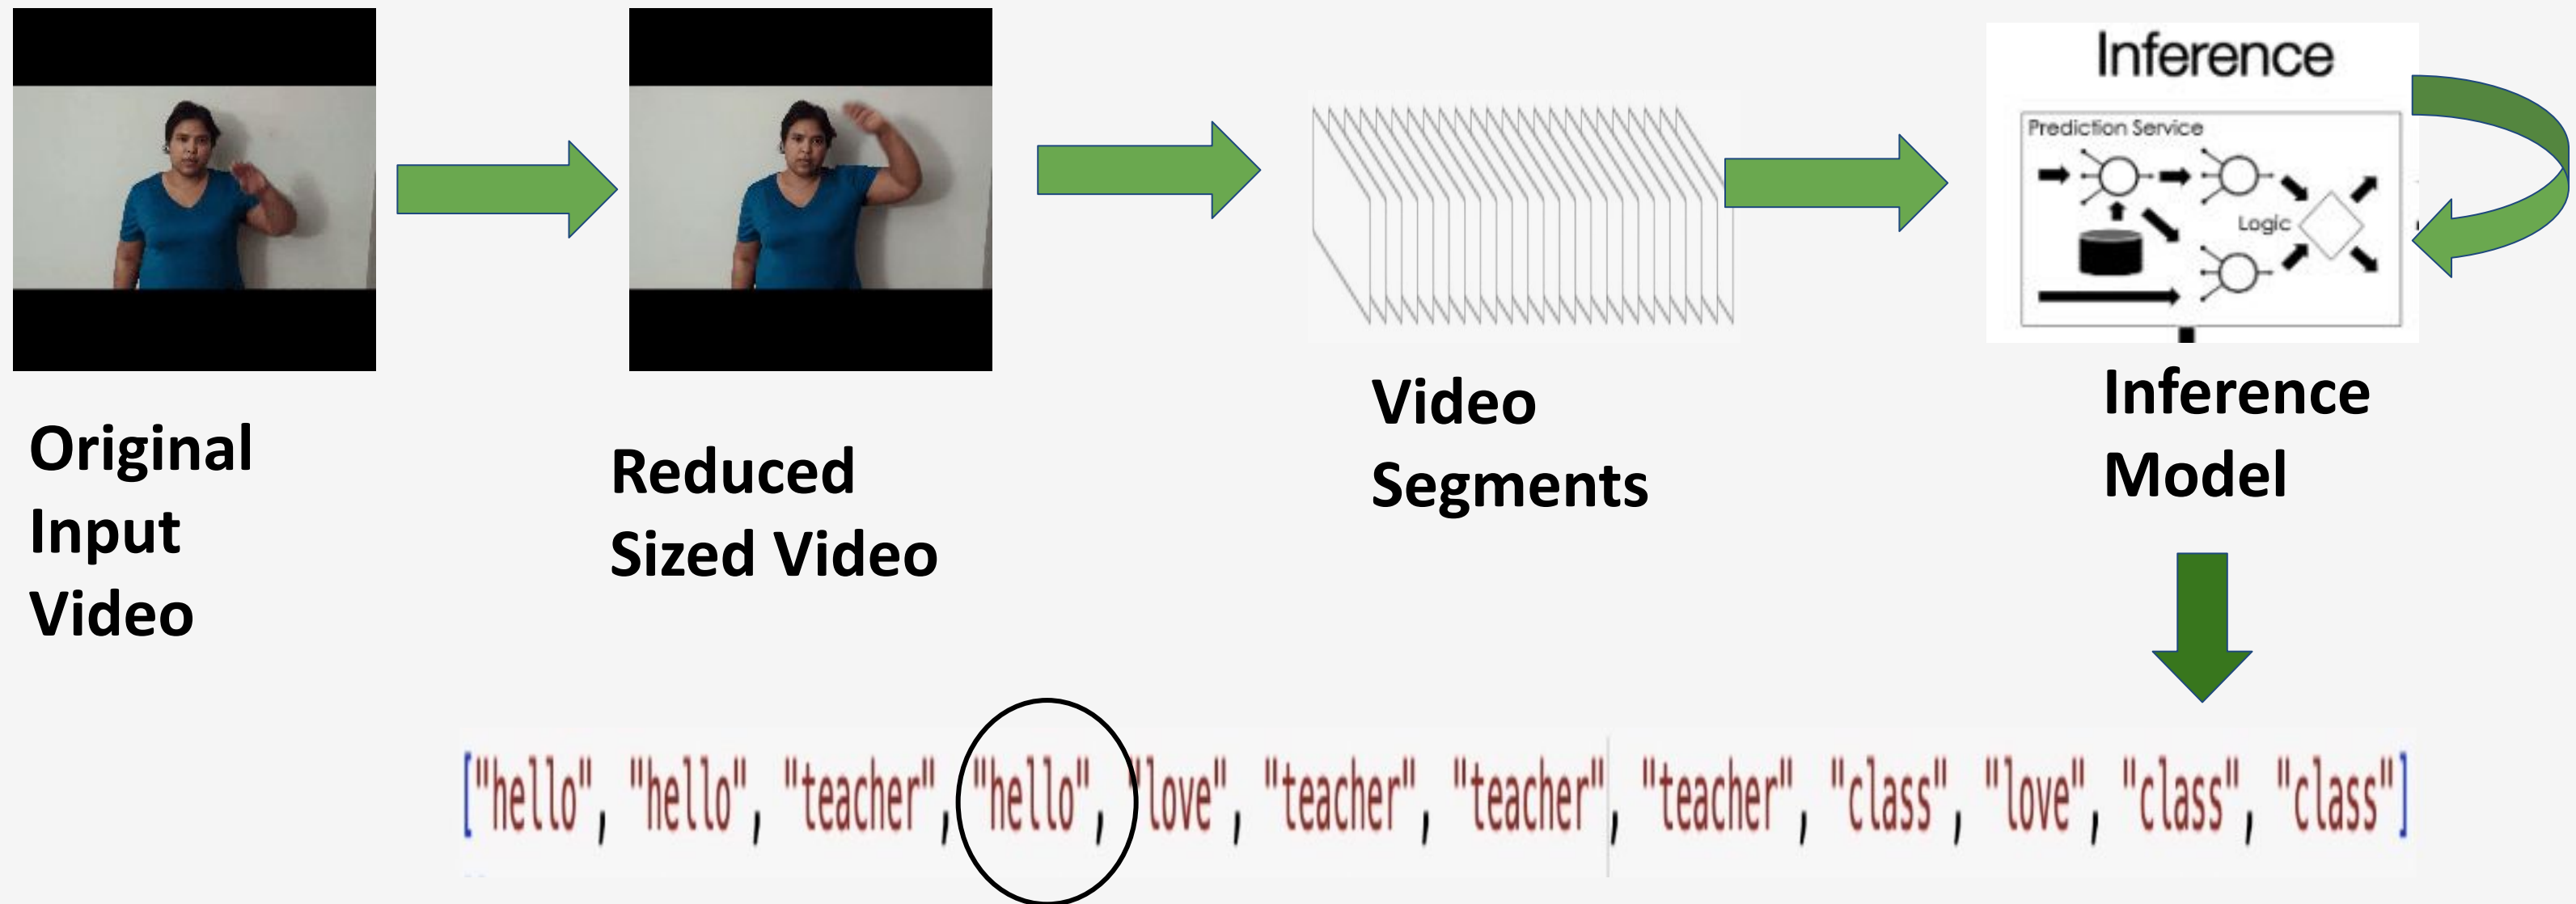 Inference
Prediction Service
Logic
Original
Input
Video
Reduced
Sized Video
Video
Segments
Inference
Model
["hello", "hello", "teacher", "hello", "love", "teacher", "teacher", "teacher", "class", "love", "class", "class"]